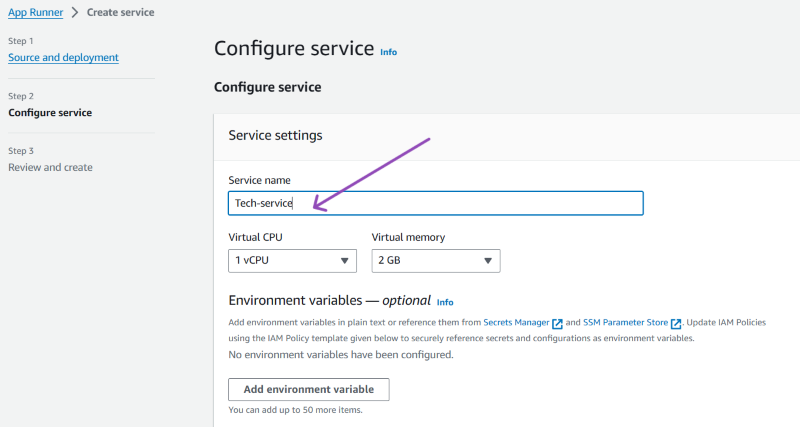 App Runner > Create service
Step 1
Source and deployment
Step 2
Configure service
Step 3
Review and create
Configure service Info
Configure service
Service settings
Service name
Tech-service
Virtual CPU Virtual memory
1 vCPU 2 GB
Environment variables — optional Info
Add environment variables in plain text or reference them from Secrets Manager and SSM Parameter Store. Update IAM Policies
using the IAM Policy template given below to securely reference secrets and configurations as environment variables.
No environment variables have been configured.
Add environment variable
You can add up to 50 more items.